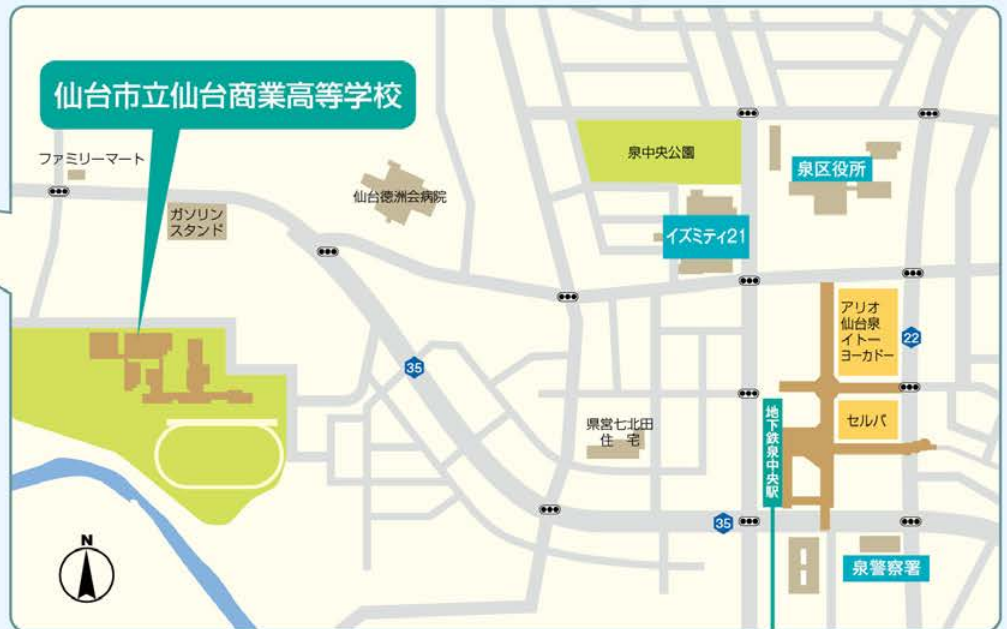 仙台市立仙台商業高等学校
ファミリーマート
ガソリン
スタンド
仙台徳洲会病院
泉中央公園
泉区役所
イズミティ21
アリオ
仙台泉
イトー
ヨーカドー
22
35
県営七北田
住 宅
地下鉄泉中央駅
セルバ
35
泉警察署
N